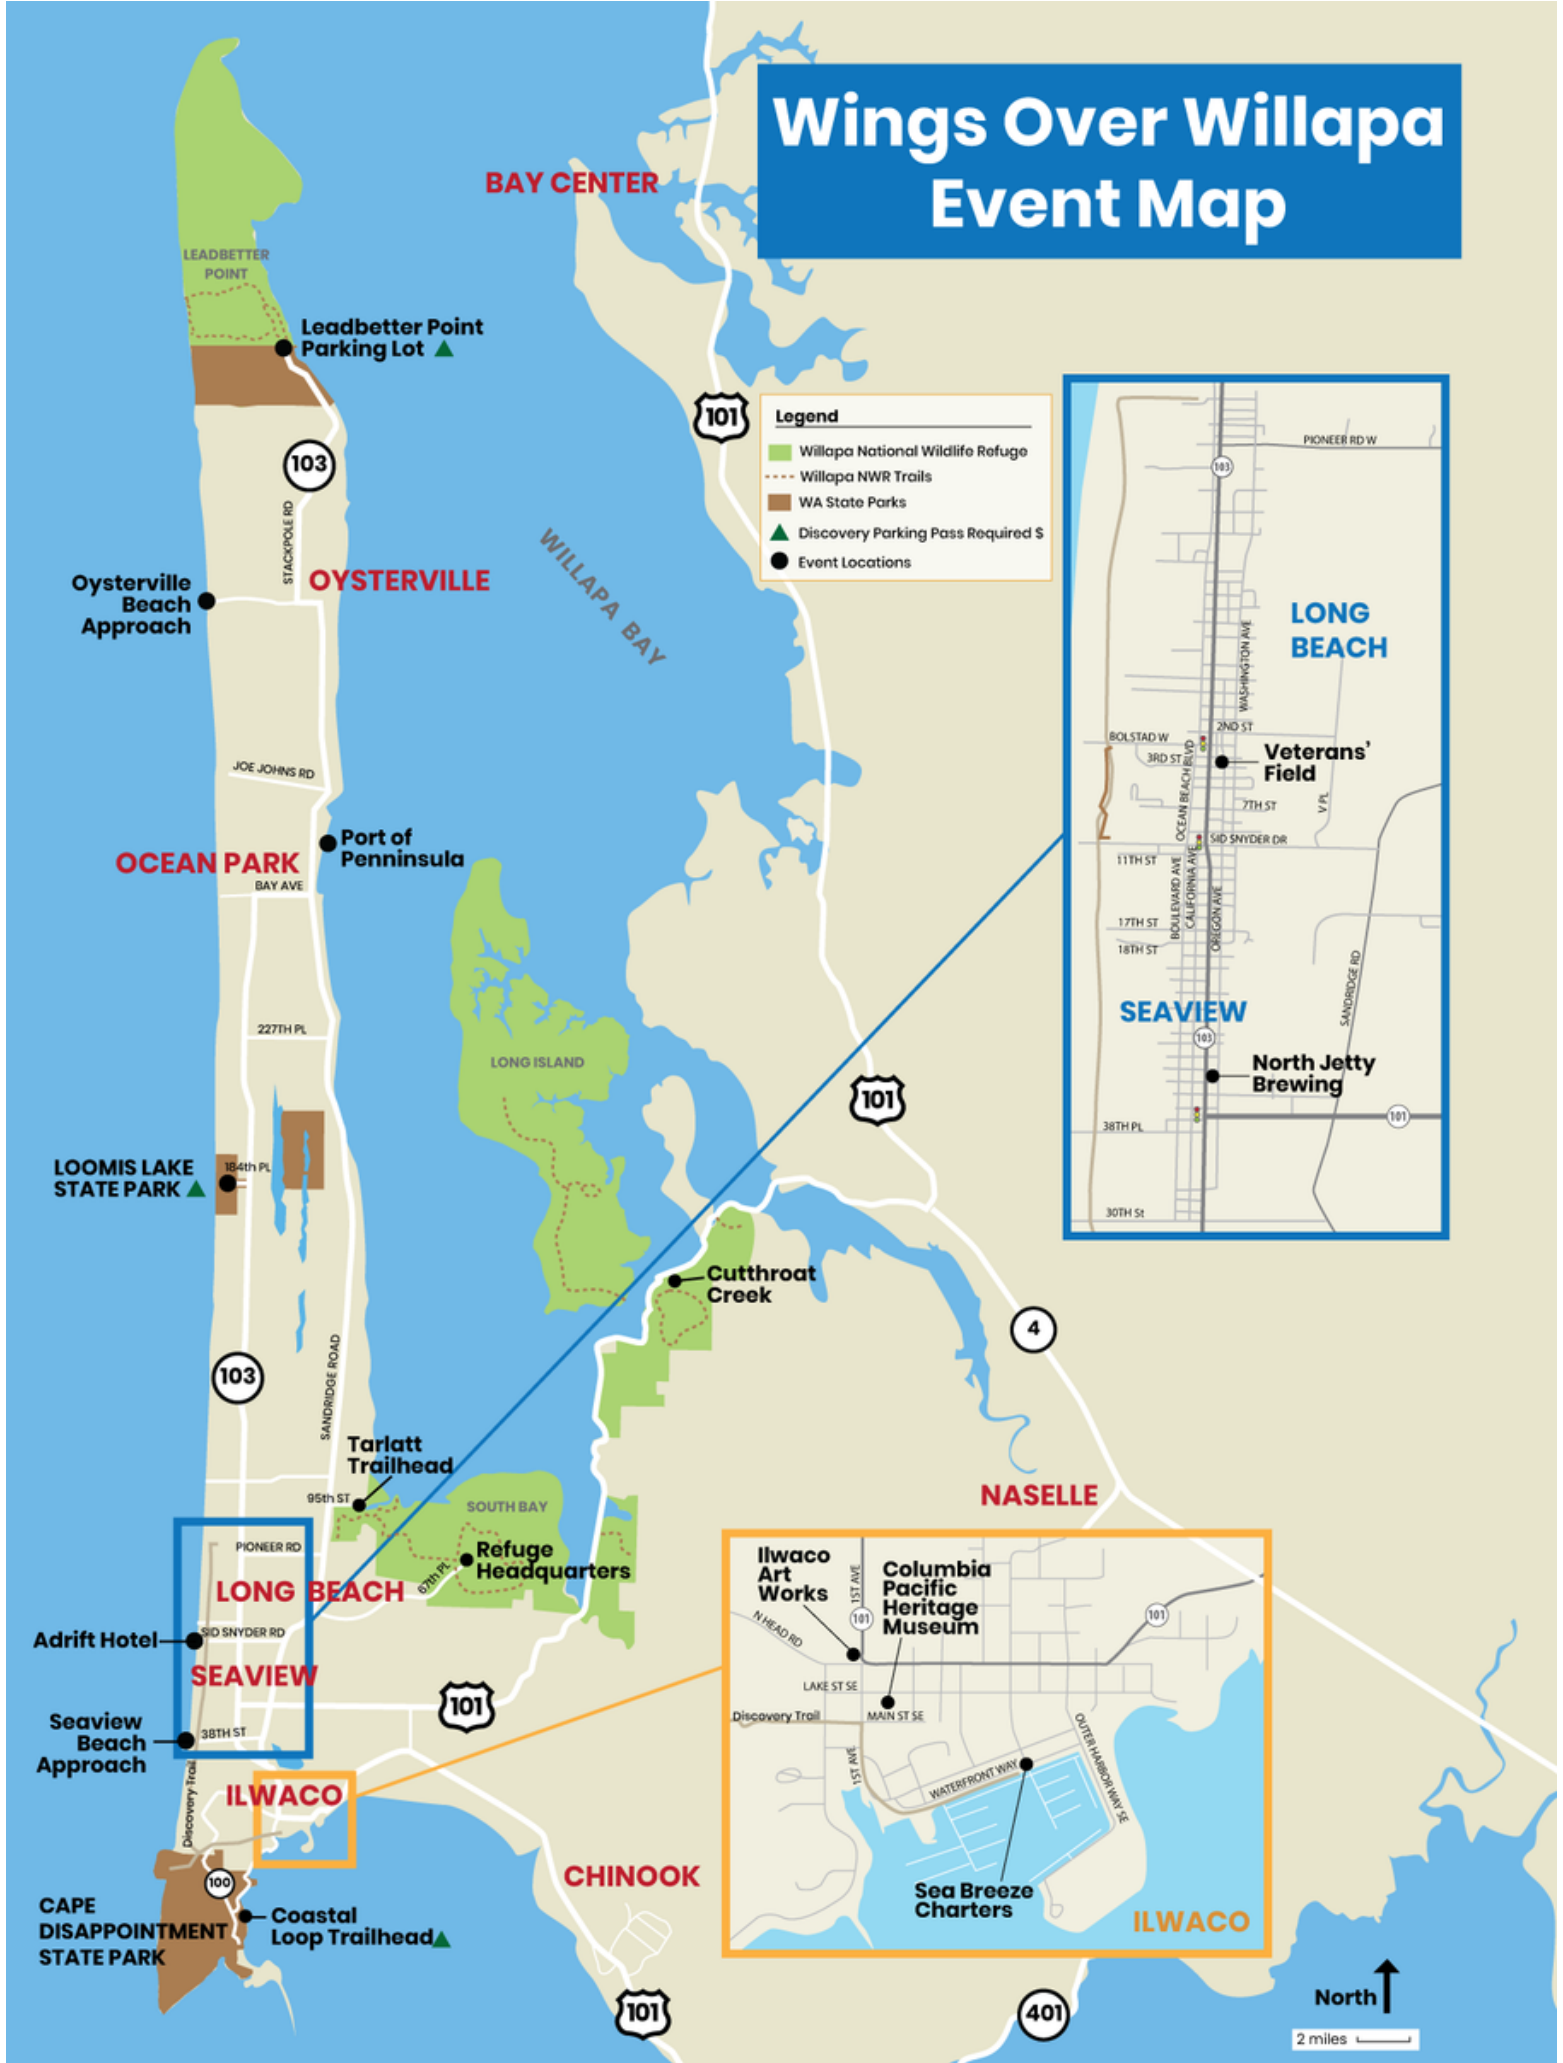 Wings Over Willapa
Event Map
BAY CENTER
LEADBETTER
POINT
Leadbetter Point
Parking Lot
103
STACKPOLE RD
OYSTERVILLE
Oysterville
Beach
Approach
WILLAPA BAY
101
Legend
Willapa National Wildlife Refuge
Willapa NWR Trails
WA State Parks
Discovery Parking Pass Required $
Event Locations
JOE JOHNS RD
Port of
Penninsula
OCEAN PARK
BAY AVE
227TH PL
LONG ISLAND
101
LOOMIS LAKE
STATE PARK
184th PL
Cutthroat
Creek
4
103
SANDRIDGE ROAD
Tarlatt
Trailhead
95th ST
SOUTH BAY
Refuge
Headquarters
67th PL
NASELLE
PIONEER RD
LONG BEACH
Adrift Hotel
SID SNYDER RD
SEAVIEW
101
Seaview
Beach
Approach
38TH ST
Discovery Trail
ILWACO
100
CAPE
DISAPPOINTMENT
STATE PARK
Coastal
Loop Trailhead
CHINOOK
101
401
North
2 miles
PIONEER RD W
103
LONG
BEACH
WASHINGTON AVE
2ND ST
BOLSTAD W
3RD ST
OCEAN BEACH BLVD
Veterans'
Field
7TH ST
V PL
SID SNYDER DR
11TH ST
BOULEVARD AVE
CALIFORNIA AVE
OREGON AVE
17TH ST
18TH ST
SANDRIDGE RD
SEAVIEW
103
North Jetty
Brewing
101
38TH PL
30TH St
Ilwaco
Art
Works
1ST AVE
101
Columbia
Pacific
Heritage
Museum
101
N HEAD RD
LAKE ST SE
Discovery Trail
MAIN ST SE
1ST AVE
OUTER HARBOR WAY SE
WATERFRONT WAY
Sea Breeze
Charters
ILWACO